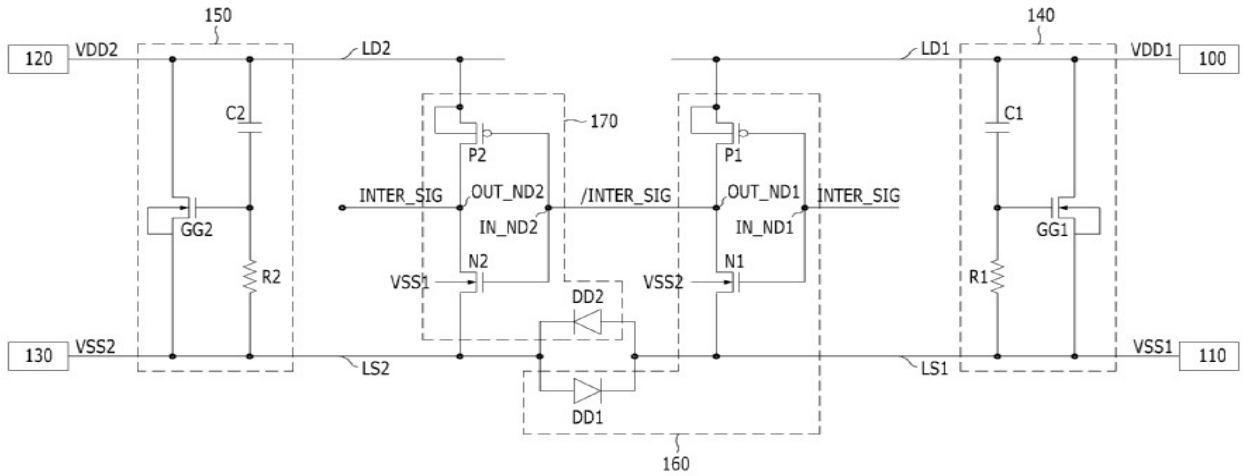 150
140
120
VDD2
LD2
LD1
VDD1
100
C2
170
C1
P2
P1
INTER_SIG
OUT_ND2
/INTER_SIG
OUT_ND1
INTER_SIG
IN_ND2
IN_ND1
GG2
GG1
R2
VSS1
N2
VSS2
N1
R1
DD2
130
VSS2
LS2
LS1
VSS1
110
DD1
160